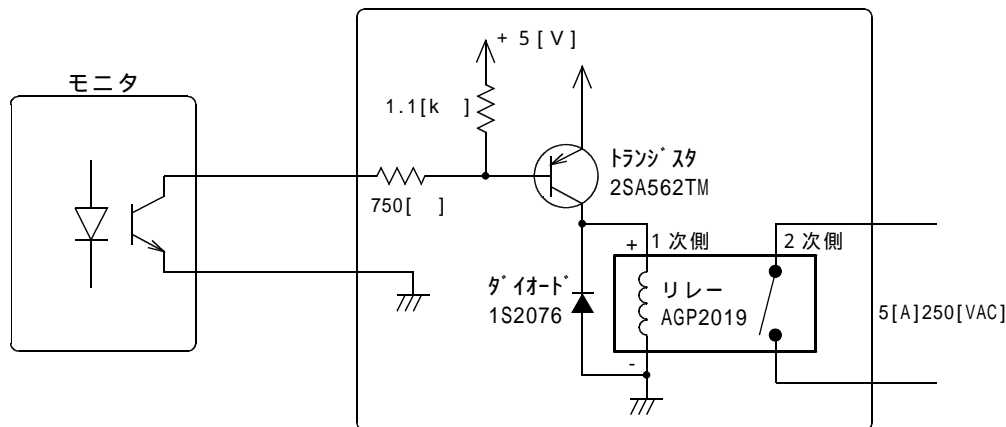 モニタ
+ 5 [ V ]
1.1[k ]
750[ ]
ﾄﾗﾝｼﾞｽﾀ
2SA562TM
+
1 次側
2 次側
ﾀﾞｲｵｰﾄﾞ
1S2076
リレー
AGP2019
-
5[A]250[VAC]